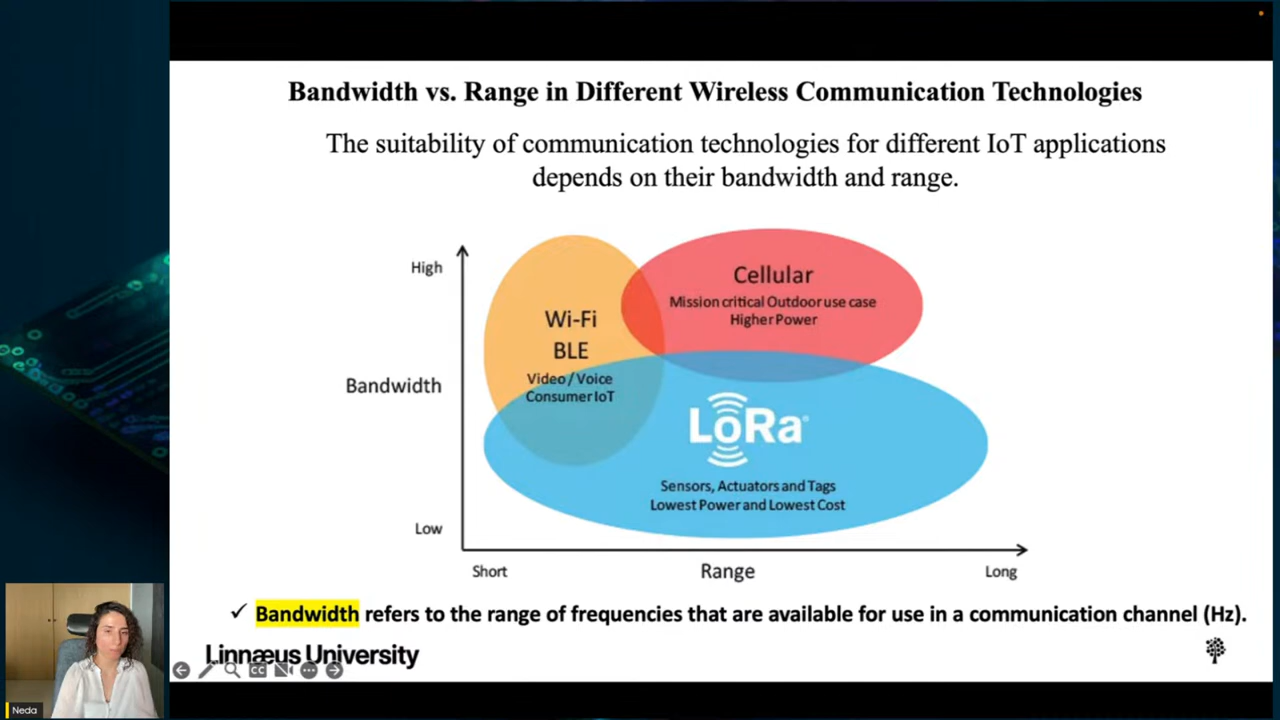 Bandwidth vs. Range in Different Wireless Communication Technologies
The suitability of communication technologies for different IoT applications
depends on their bandwidth and range.
High
Bandwidth
Low
Wi-Fi
BLE
Video / Voice
Consumer IoT
Cellular
Mission critical Outdoor use case
Higher Power
LoRa®
Sensors, Actuators and Tags
Lowest Power and Lowest Cost
Short
Range
Long
✓ Bandwidth refers to the range of frequencies that are available for use in a communication channel (Hz).
Linnæus University
CC
Neda